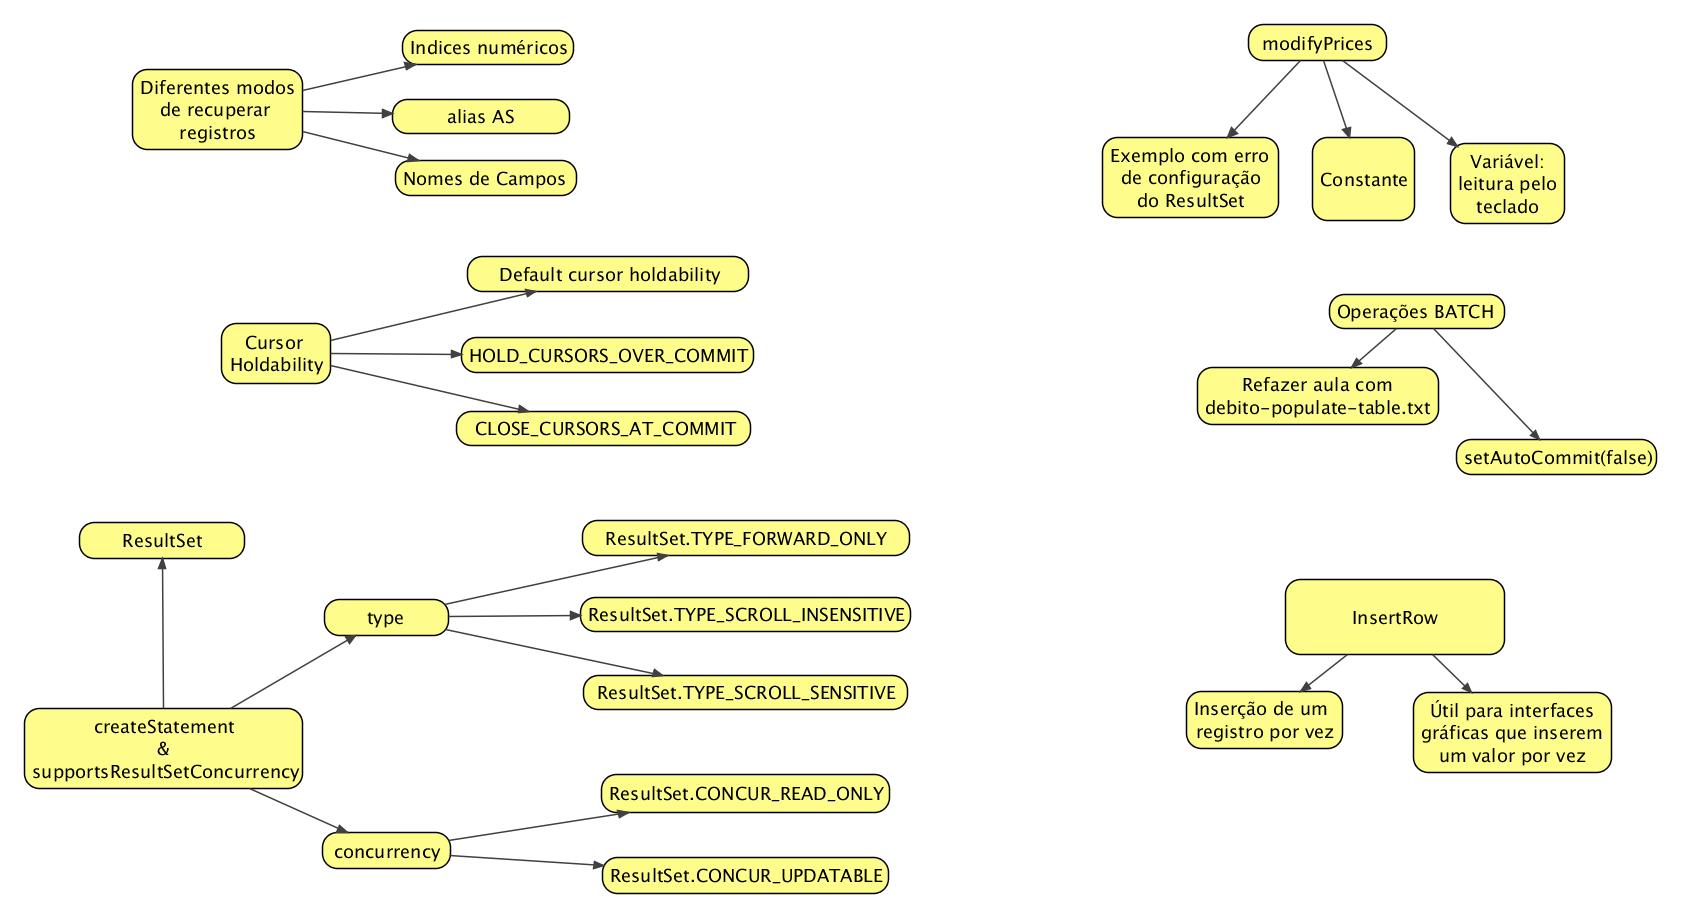 Indices numéricos
Diferentes modos
de recuperar
registros
alias AS
Nomes de Campos
Default cursor holdability
Cursor
Holdability
HOLD_CURSORS_OVER_COMMIT
CLOSE_CURSORS_AT_COMMIT
ResultSet
createStatement
&
supportsResultSetConcurrency
type
ResultSet.TYPE_FORWARD_ONLY
ResultSet.TYPE_SCROLL_INSENSITIVE
ResultSet.TYPE_SCROLL_SENSITIVE
concurrency
ResultSet.CONCUR_READ_ONLY
ResultSet.CONCUR_UPDATABLE
modifyPrices
Exemplo com erro
de configuração
do ResultSet
Constante
Variável:
leitura pelo
teclado
Operações BATCH
Refazer aula com
debito-populate-table.txt
setAutoCommit(false)
InsertRow
Inserção de um
registro por vez
Útil para interfaces
gráficas que inserem
um valor por vez